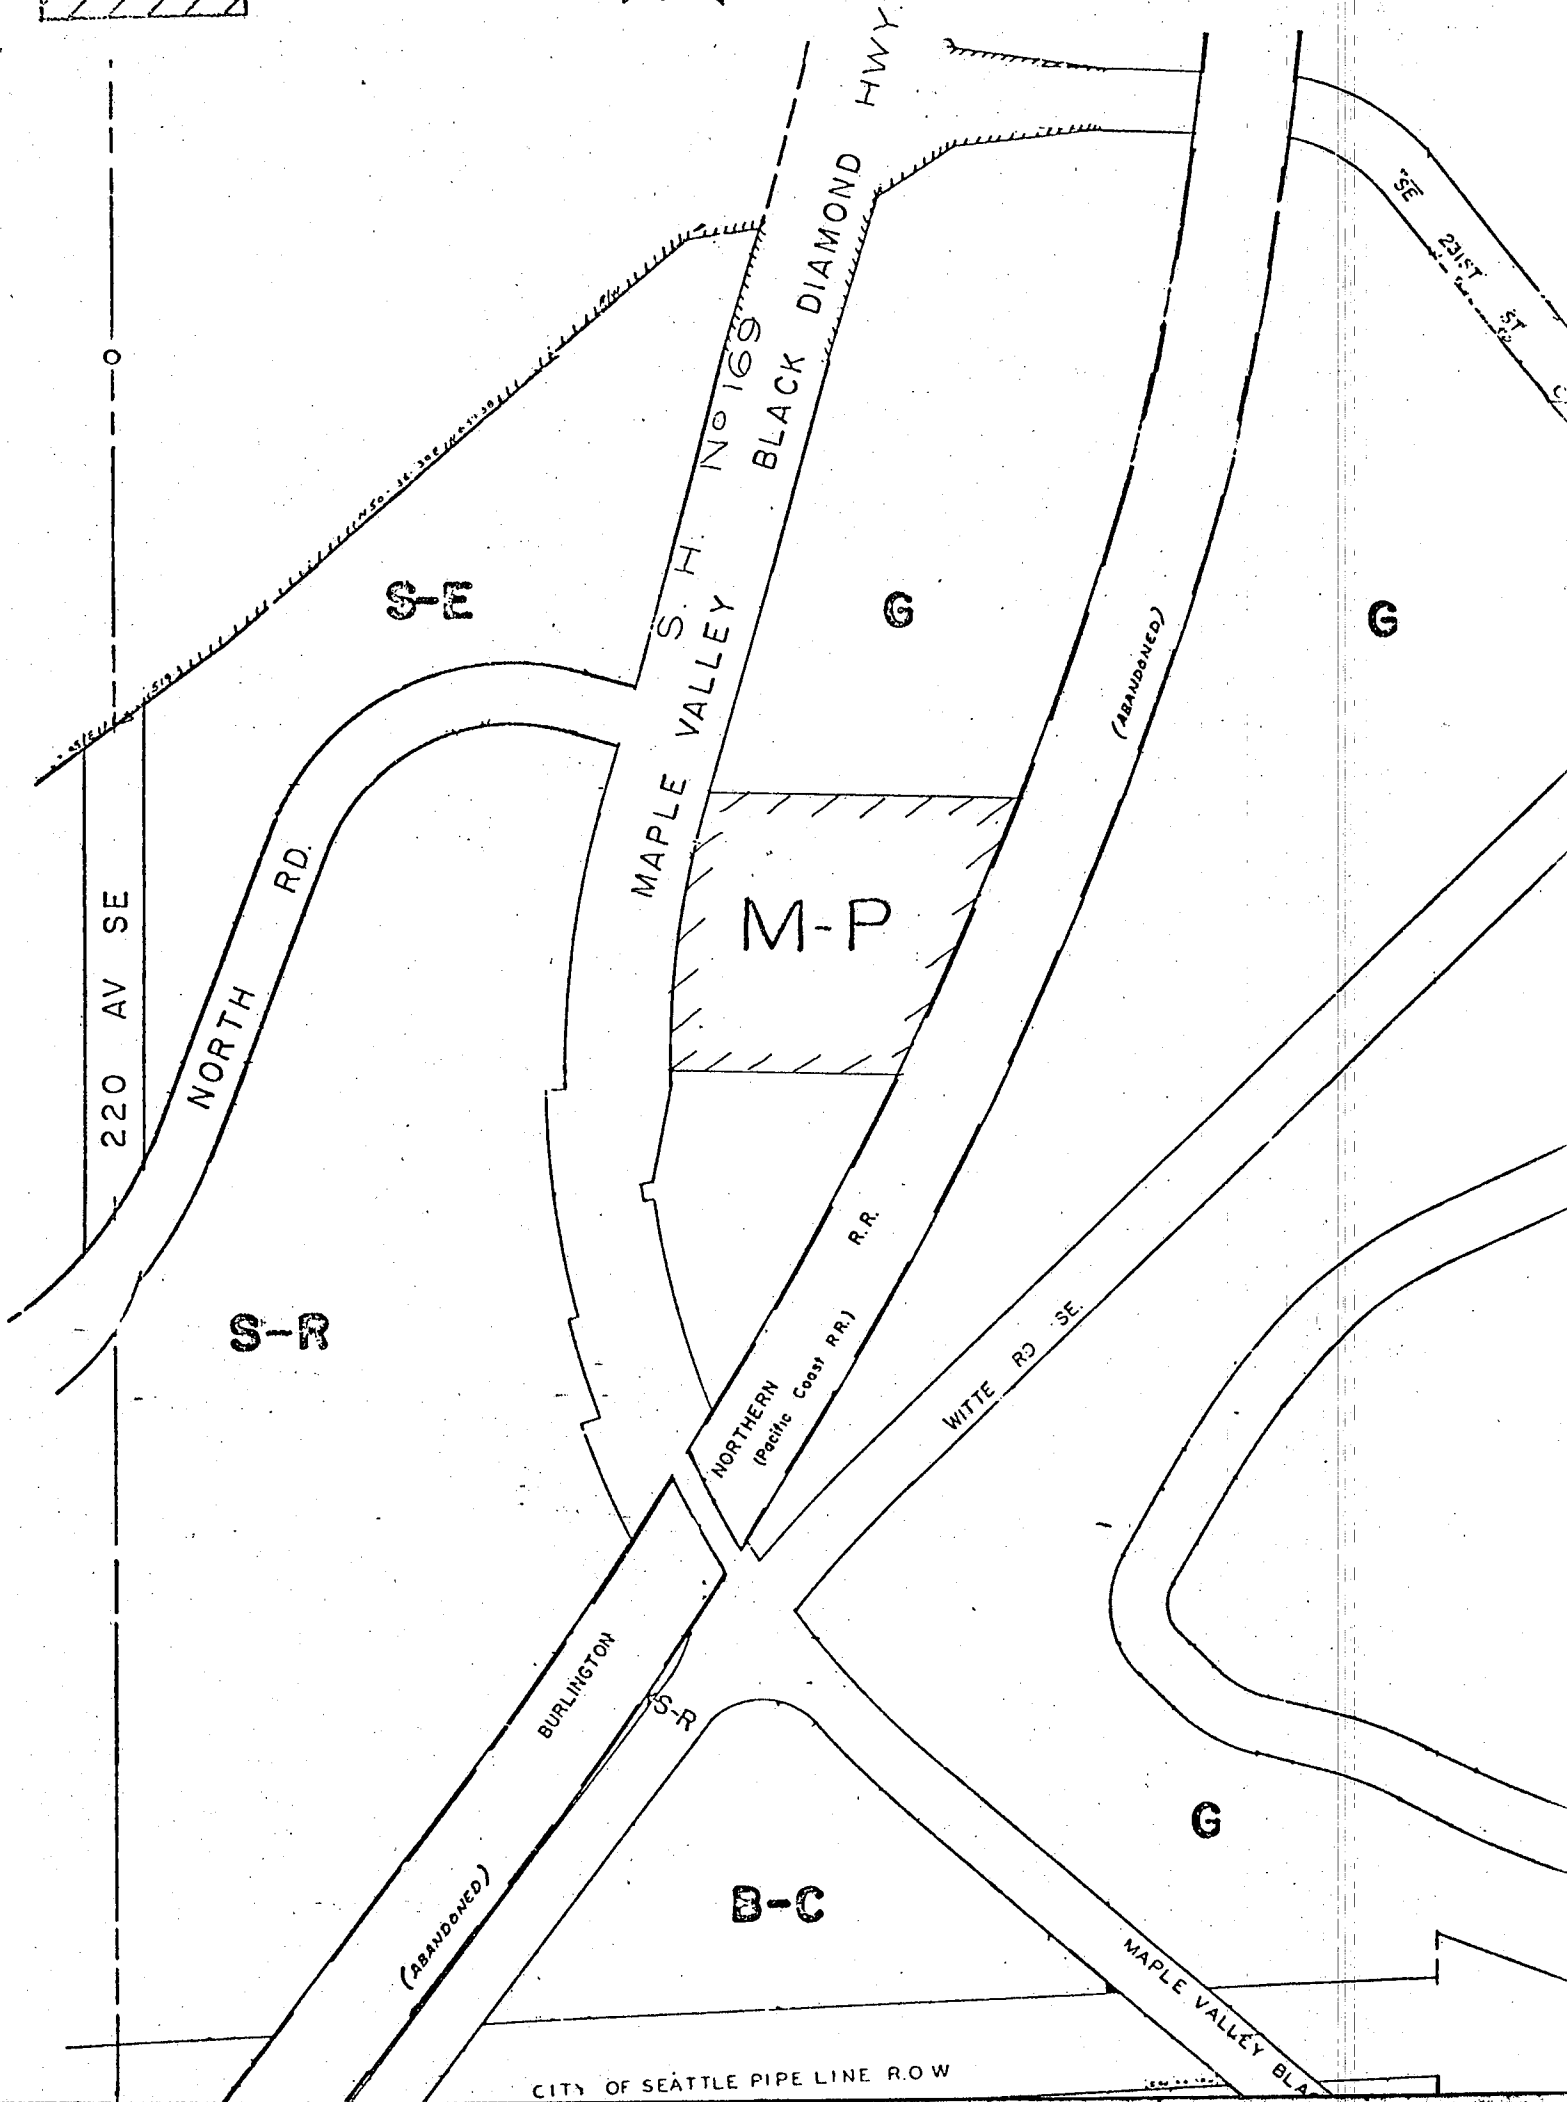 BLACK DIAMOND HWY.
S. H. Nº 169
MAPLE VALLEY
SE 231ST ST
R/W
S-E
G
G
(ABANDONED)
M-P
220 AV SE
NORTH RD.
S-R
NORTHERN R.R.
(Pacific Coast RR.)
WITTE RD SE.
BURLINGTON
S-R
(ABANDONED)
G
B-C
MAPLE VALLEY BLA
CITY OF SEATTLE PIPE LINE R.O W